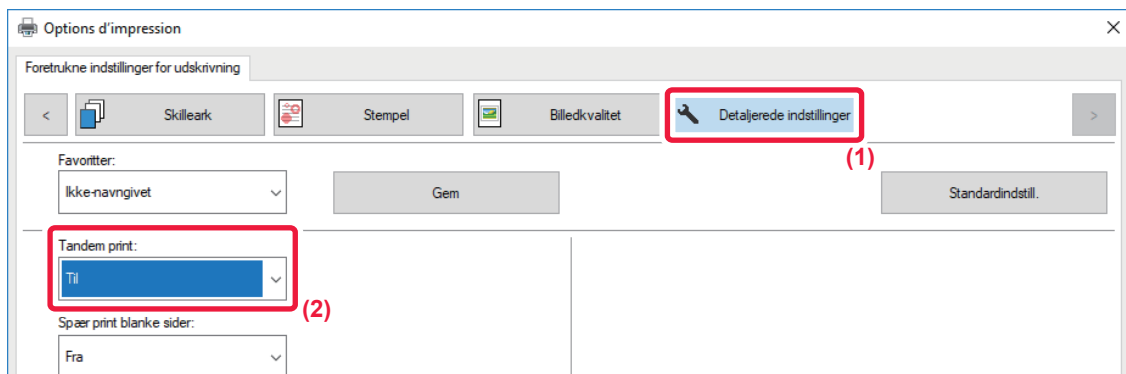 Options d’impression
Foretrukne indstillinger for udskrivning
< Skilleark Stempel Billedkvalitet Detaljerede indstillinger >
(1)
Favoritter:
Ikke-navngivet Gem Standardindstill.
Tandem print:
Til
(2)
Spær print blanke sider:
Fra